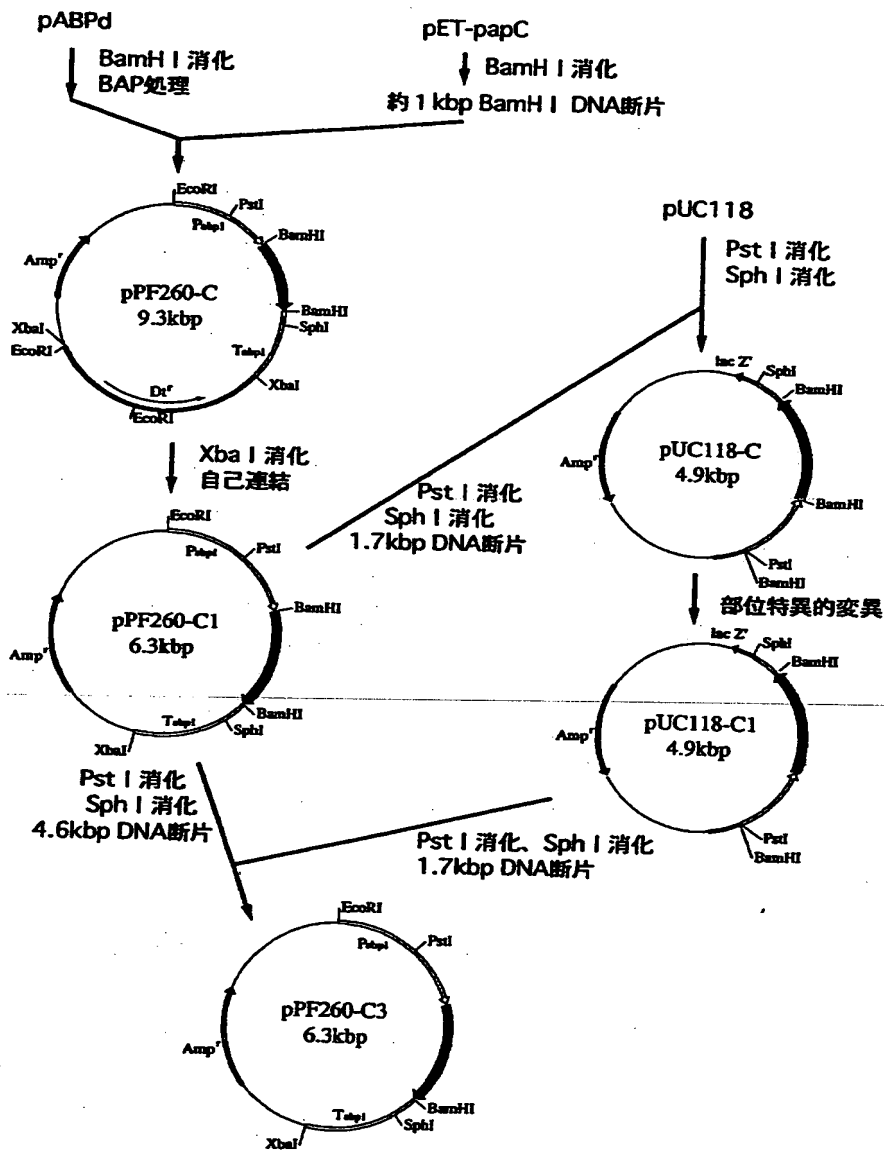 pABPd
BamH I 消化
BAP処理
pET-papC
BamH I 消化
約 1 kbp BamH I DNA断片
EcoRI
PstI
Pabp1
BamHI
Ampʳ
pPF260-C
9.3kbp
BamHI
SphI
XbaI
EcoRI
Tabp1
XbaI
Dtʳ
EcoRI
pUC118
Pst I 消化
Sph I 消化
lac Z'
SphI
BamHI
pUC118-C
4.9kbp
Ampʳ
BamHI
PstI
BamHI
Xba I 消化
自己連結
Pst I 消化
Sph I 消化
1.7kbp DNA断片
EcoRI
Pabp1
PstI
BamHI
pPF260-C1
6.3kbp
Ampʳ
BamHI
SphI
Tabp1
XbaI
部位特異的変異
lac Z'
SphI
BamHI
pUC118-C1
4.9kbp
Ampʳ
PstI
BamHI
Pst I 消化
Sph I 消化
4.6kbp DNA断片
Pst I 消化、Sph I 消化
1.7kbp DNA断片
EcoRI
Pabp1
PstI
pPF260-C3
6.3kbp
Ampʳ
BamHI
SphI
Tabp1
XbaI